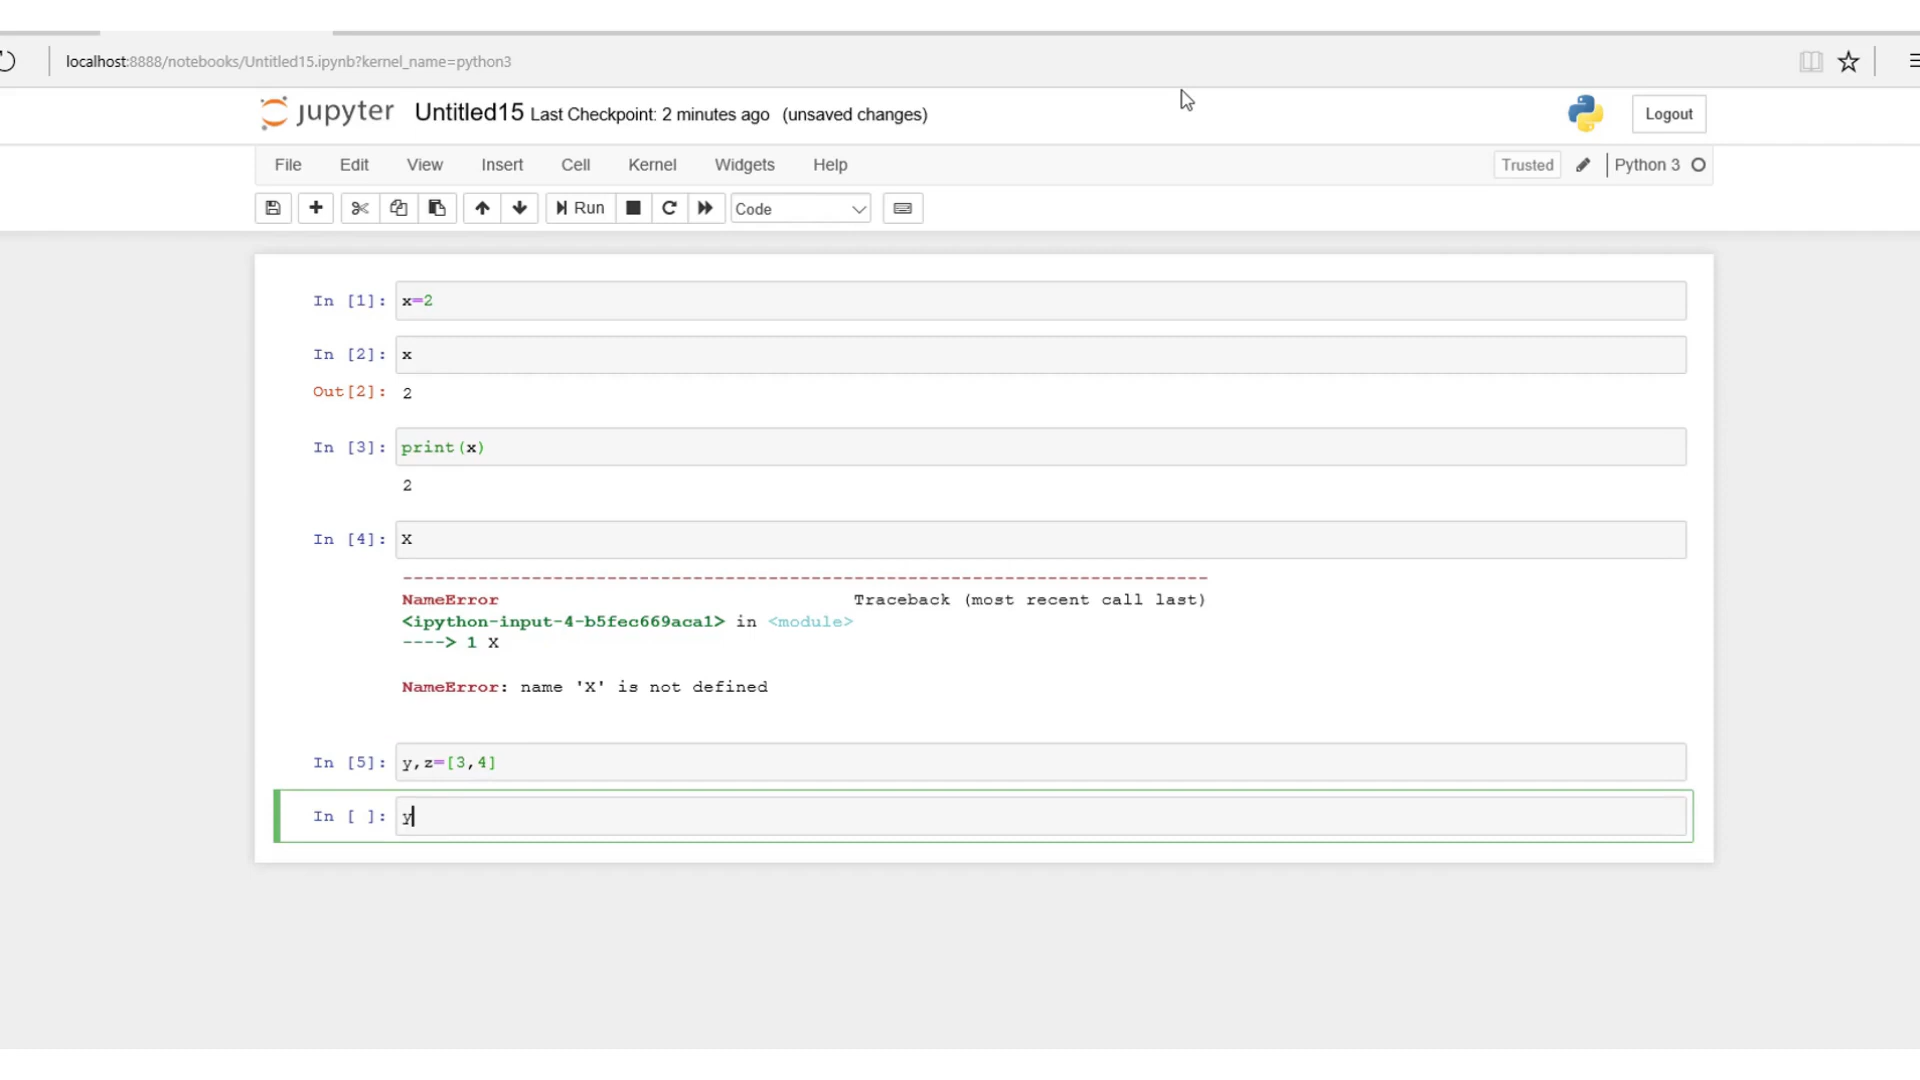 localhost:8888/notebooks/Untitled15.ipynb?kernel_name=python3
jupyter Untitled15 Last Checkpoint: 2 minutes ago (unsaved changes) Logout
File Edit View Insert Cell Kernel Widgets Help Trusted Python 3
Run Code
In [1]: x=2
In [2]: x
Out[2]: 2
In [3]: print(x)
2
In [4]: X
---------------------------------------------------------------------------
NameError Traceback (most recent call last)
<ipython-input-4-b5fec669aca1> in <module>
----> 1 X
NameError: name 'X' is not defined
In [5]: y,z=[3,4]
In [ ]: y